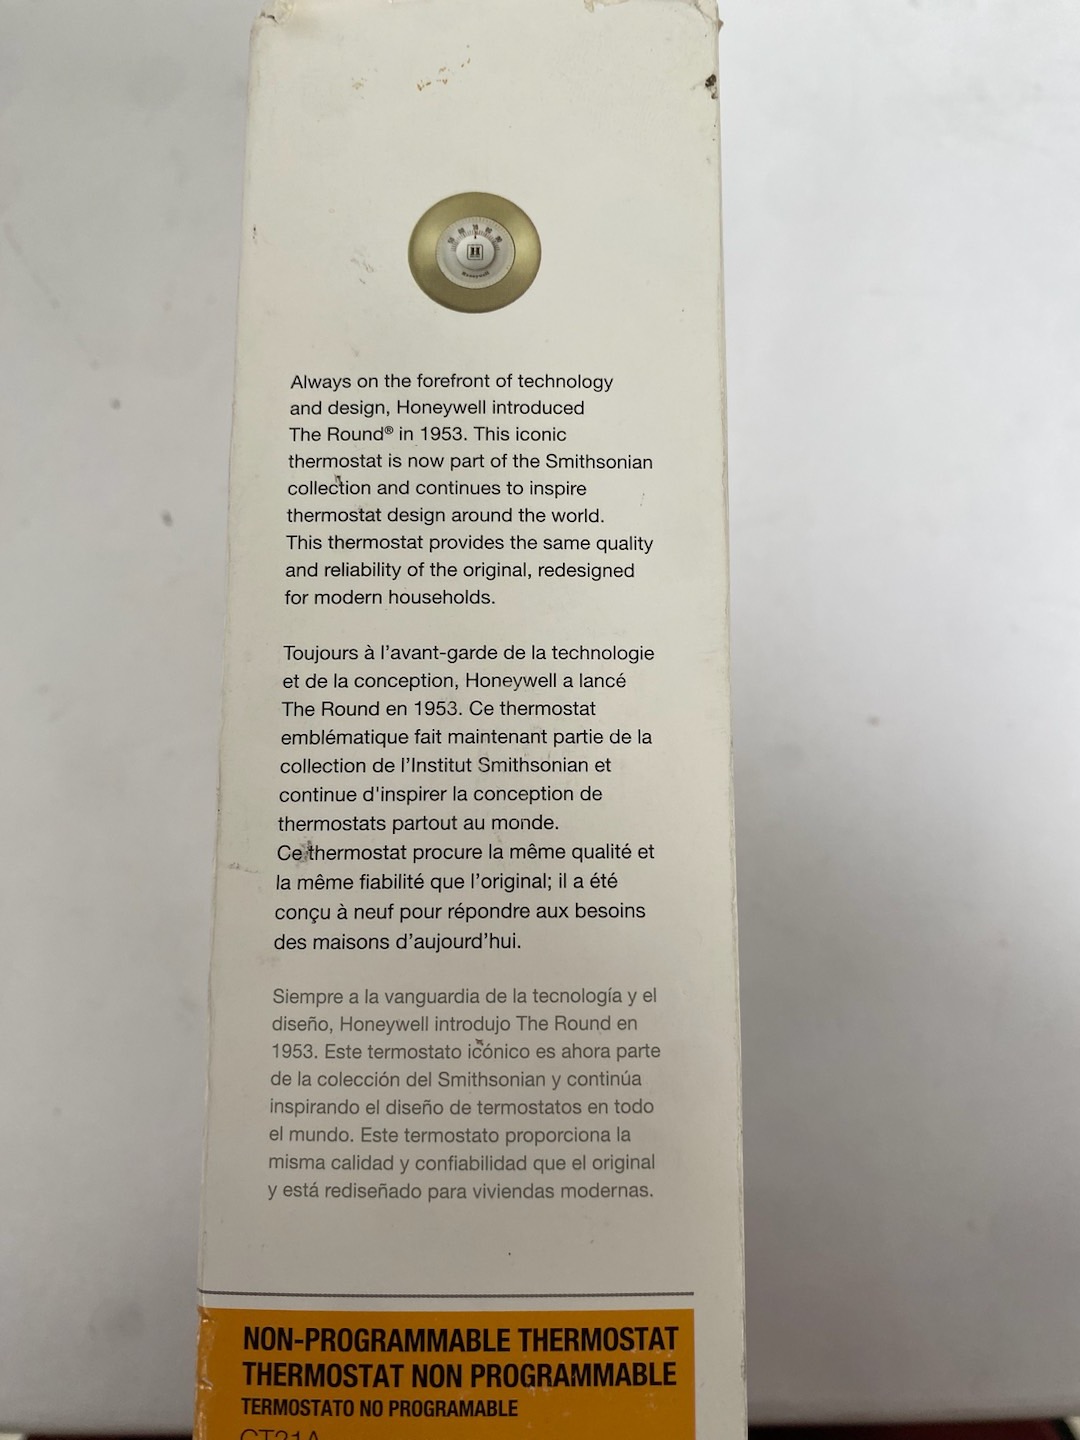 Honeywell
Always on the forefront of technology
and design, Honeywell introduced
The Round® in 1953. This iconic
thermostat is now part of the Smithsonian
collection and continues to inspire
thermostat design around the world.
This thermostat provides the same quality
and reliability of the original, redesigned
for modern households.
Toujours à l’avant-garde de la technologie
et de la conception, Honeywell a lancé
The Round en 1953. Ce thermostat
emblématique fait maintenant partie de la
collection de l’Institut Smithsonian et
continue d'inspirer la conception de
thermostats partout au monde.
Ce thermostat procure la même qualité et
la même fiabilité que l’original; il a été
conçu à neuf pour répondre aux besoins
des maisons d’aujourd’hui.
Siempre a la vanguardia de la tecnología y el
diseño, Honeywell introdujo The Round en
1953. Este termostato icónico es ahora parte
de la colección del Smithsonian y continúa
inspirando el diseño de termostatos en todo
el mundo. Este termostato proporciona la
misma calidad y confiabilidad que el original
y está rediseñado para viviendas modernas.
NON-PROGRAMMABLE THERMOSTAT
THERMOSTAT NON PROGRAMMABLE
TERMOSTATO NO PROGRAMABLE